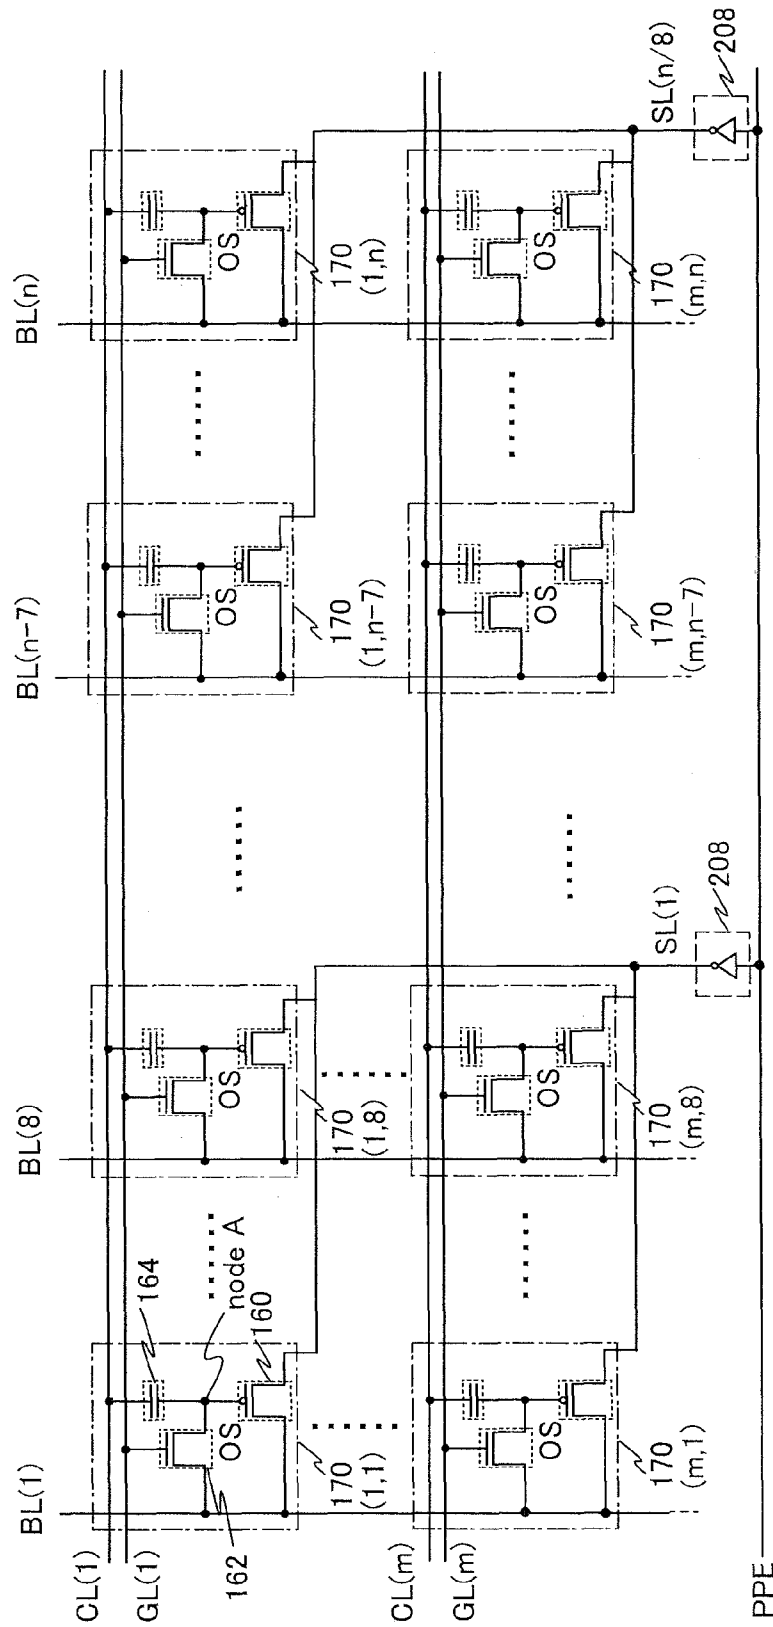 BL(1)
BL(8)
BL(n-7)
BL(n)
CL(1)
GL(1)
164
OS
node A
160
162
170
(1,1)
OS
170
(1,8)
OS
170
(1,n-7)
OS
170
(1,n)
CL(m)
GL(m)
OS
170
(m,1)
OS
170
(m,8)
OS
170
(m,n-7)
OS
170
(m,n)
SL(1)
208
SL(n/8)
208
PPE